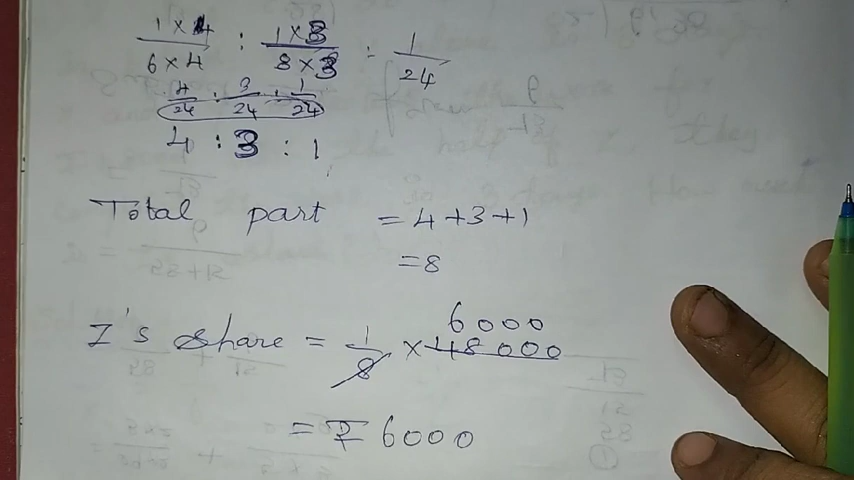 1 × 4 / 6 × 4 : 1 × 3 / 8 × 3 : 1 / 24
4/24 : 3/24 : 1/24
4 : 3 : 1
Total part = 4 + 3 + 1
= 8
Z's share = 1/8 × 48000 6000
= ₹ 6000